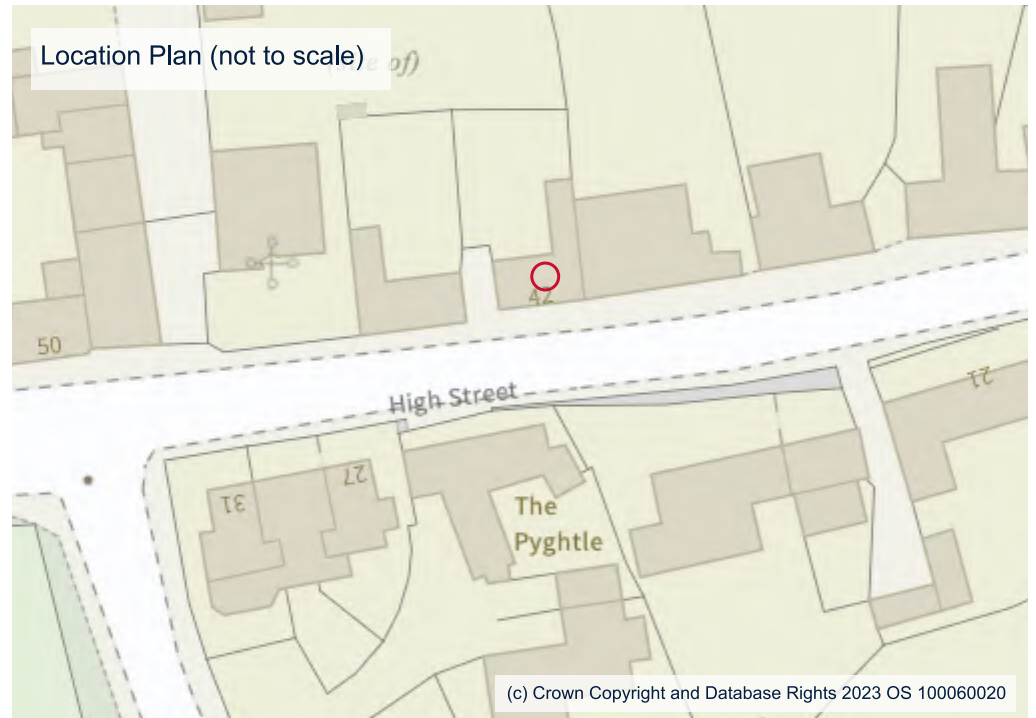 Location Plan (not to scale)
of)
42
50
High Street
21
31
27
The
Pyghtle
(c) Crown Copyright and Database Rights 2023 OS 100060020